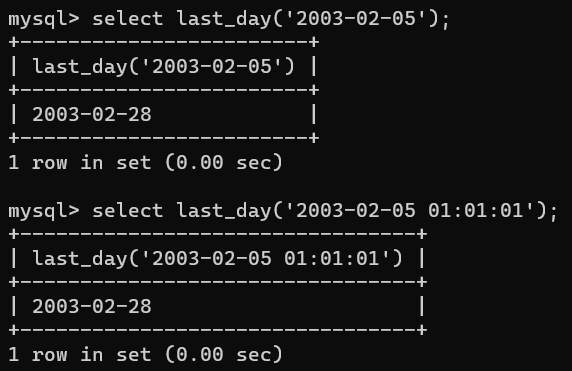 mysql> select last_day('2003-02-05');
+------------------------+
| last_day('2003-02-05') |
+------------------------+
| 2003-02-28             |
+------------------------+
1 row in set (0.00 sec)

mysql> select last_day('2003-02-05 01:01:01');
+---------------------------------+
| last_day('2003-02-05 01:01:01') |
+---------------------------------+
| 2003-02-28                      |
+---------------------------------+
1 row in set (0.00 sec)